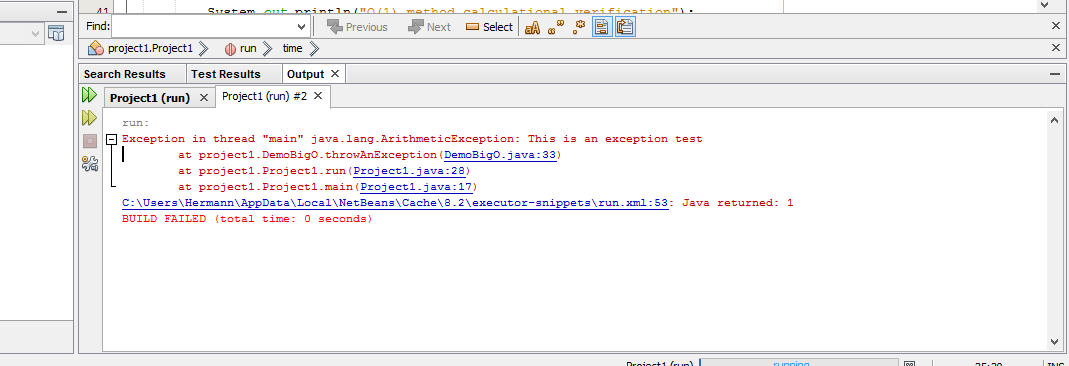 41 System.out.println("O(1) method calculational verification");
Find: Previous Next Select
project1.Project1 run time
Search Results Test Results Output
Project1 (run) Project1 (run) #2
run:
Exception in thread "main" java.lang.ArithmeticException: This is an exception test
at project1.DemoBigO.throwAnException(DemoBigO.java:33)
at project1.Project1.run(Project1.java:28)
at project1.Project1.main(Project1.java:17)
C:\Users\Hermann\AppData\Local\NetBeans\Cache\8.2\executor-snippets\run.xml:53: Java returned: 1
BUILD FAILED (total time: 0 seconds)
Project1 (run) running